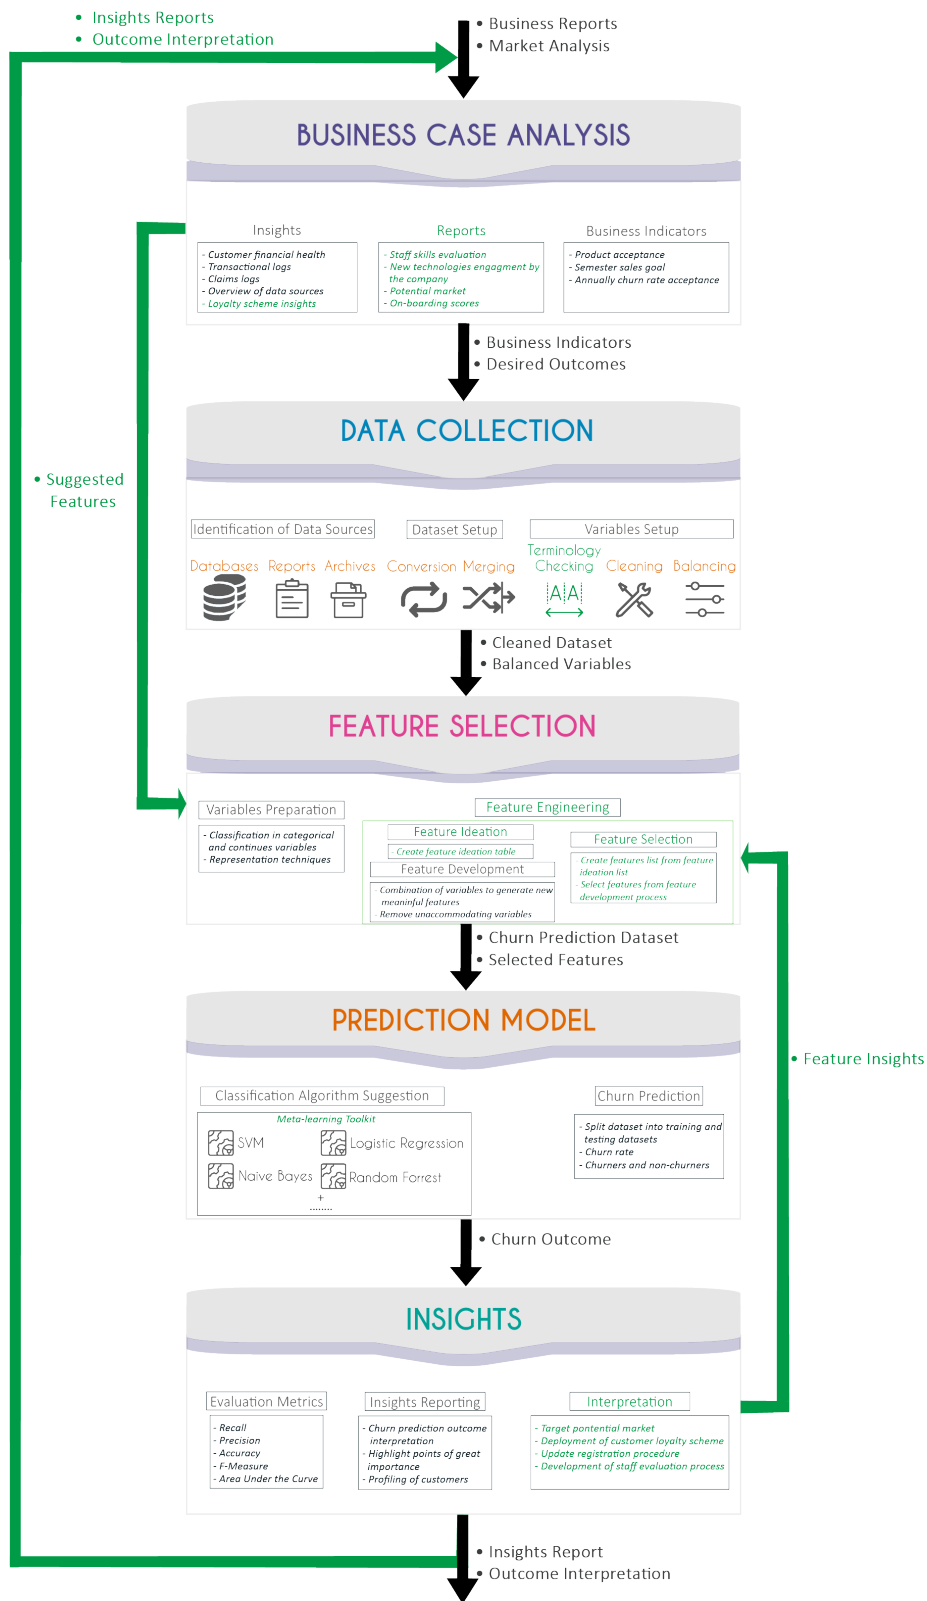 • Insights Reports
• Outcome Interpretation
• Business Reports
• Market Analysis
BUSINESS CASE ANALYSIS
Insights
- Customer financial health
- Transactional logs
- Claims logs
- Overview of data sources
- Loyalty scheme insights
Reports
- Staff skills evaluation
- New technologies engagment by
the company
- Potential market
- On-boarding scores
Business Indicators
- Product acceptance
- Semester sales goal
- Annually churn rate acceptance
• Business Indicators
• Desired Outcomes
DATA COLLECTION
• Suggested
Features
Identification of Data Sources
Databases
Reports
Archives
Dataset Setup
Conversion
Merging
Variables Setup
Terminology
Checking
Cleaning
Balancing
A A
• Cleaned Dataset
• Balanced Variables
FEATURE SELECTION
Variables Preparation
- Classification in categorical
and continues variables
- Representation techniques
Feature Engineering
Feature Ideation
- Create feature ideation table
Feature Development
- Combination of variables to generate new
meaninful features
- Remove unaccommodating variables
Feature Selection
- Create features list from feature
ideation list
- Select features from feature
development process
• Churn Prediction Dataset
• Selected Features
PREDICTION MODEL
• Feature Insights
Classification Algorithm Suggestion
Meta-learning Toolkit
SVM
Logistic Regression
Naive Bayes
Random Forrest
+
........
Churn Prediction
- Split dataset into training and
testing datasets
- Churn rate
- Churners and non-churners
• Churn Outcome
INSIGHTS
Evaluation Metrics
- Recall
- Precision
- Accuracy
- F-Measure
- Area Under the Curve
Insights Reporting
- Churn prediction outcome
interpretation
- Highlight points of great
importance
- Profiling of customers
Interpretation
- Target pontential market
- Deployment of customer loyalty scheme
- Update registration procedure
- Development of staff evaluation process
• Insights Report
• Outcome Interpretation